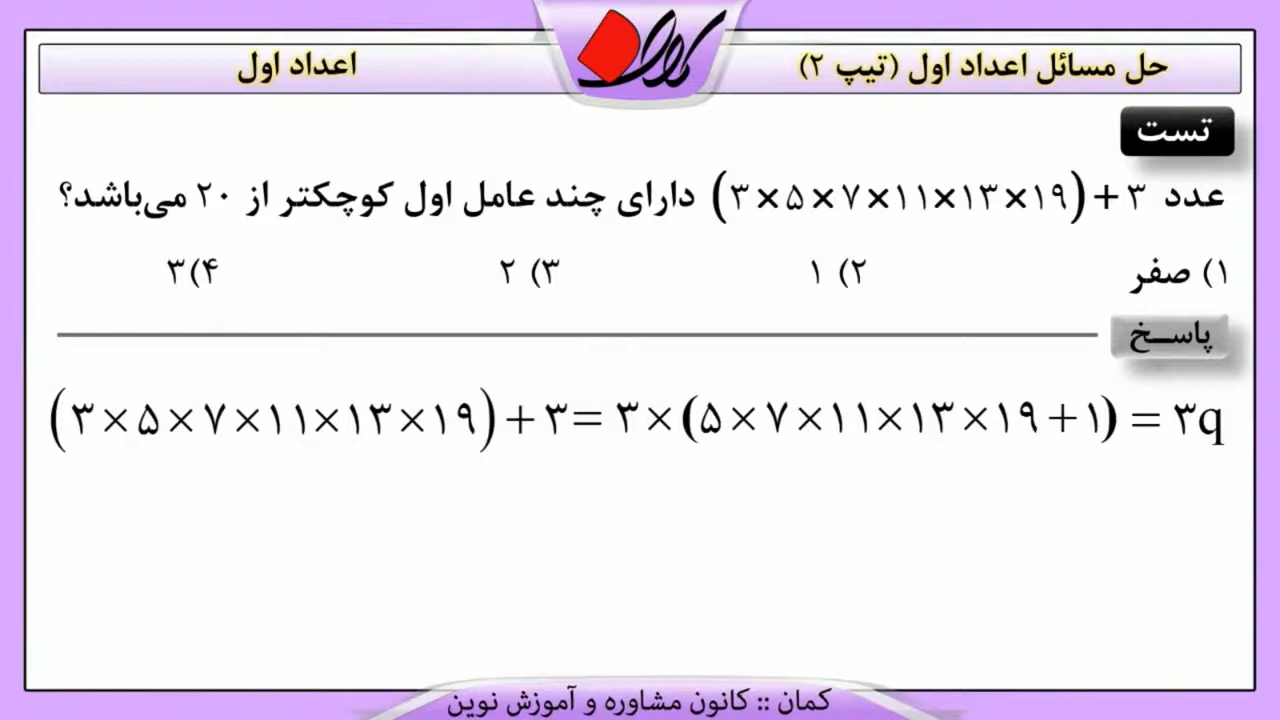 حل مسائل اعداد اول (تیپ ۲)
اعداد اول
تست
عدد (۳×۵×۷×۱۱×۱۳×۱۹)+۳ دارای چند عامل اول کوچکتر از ۲۰ می‌باشد؟
۱) صفر ۲) ۱ ۳) ۲ ۴) ۳
پاسـخ
(۳×۵×۷×۱۱×۱۳×۱۹)+۳=۳×(۵×۷×۱۱×۱۳×۱۹+۱)=۳q
کمان :: کانون مشاوره و آموزش نوین